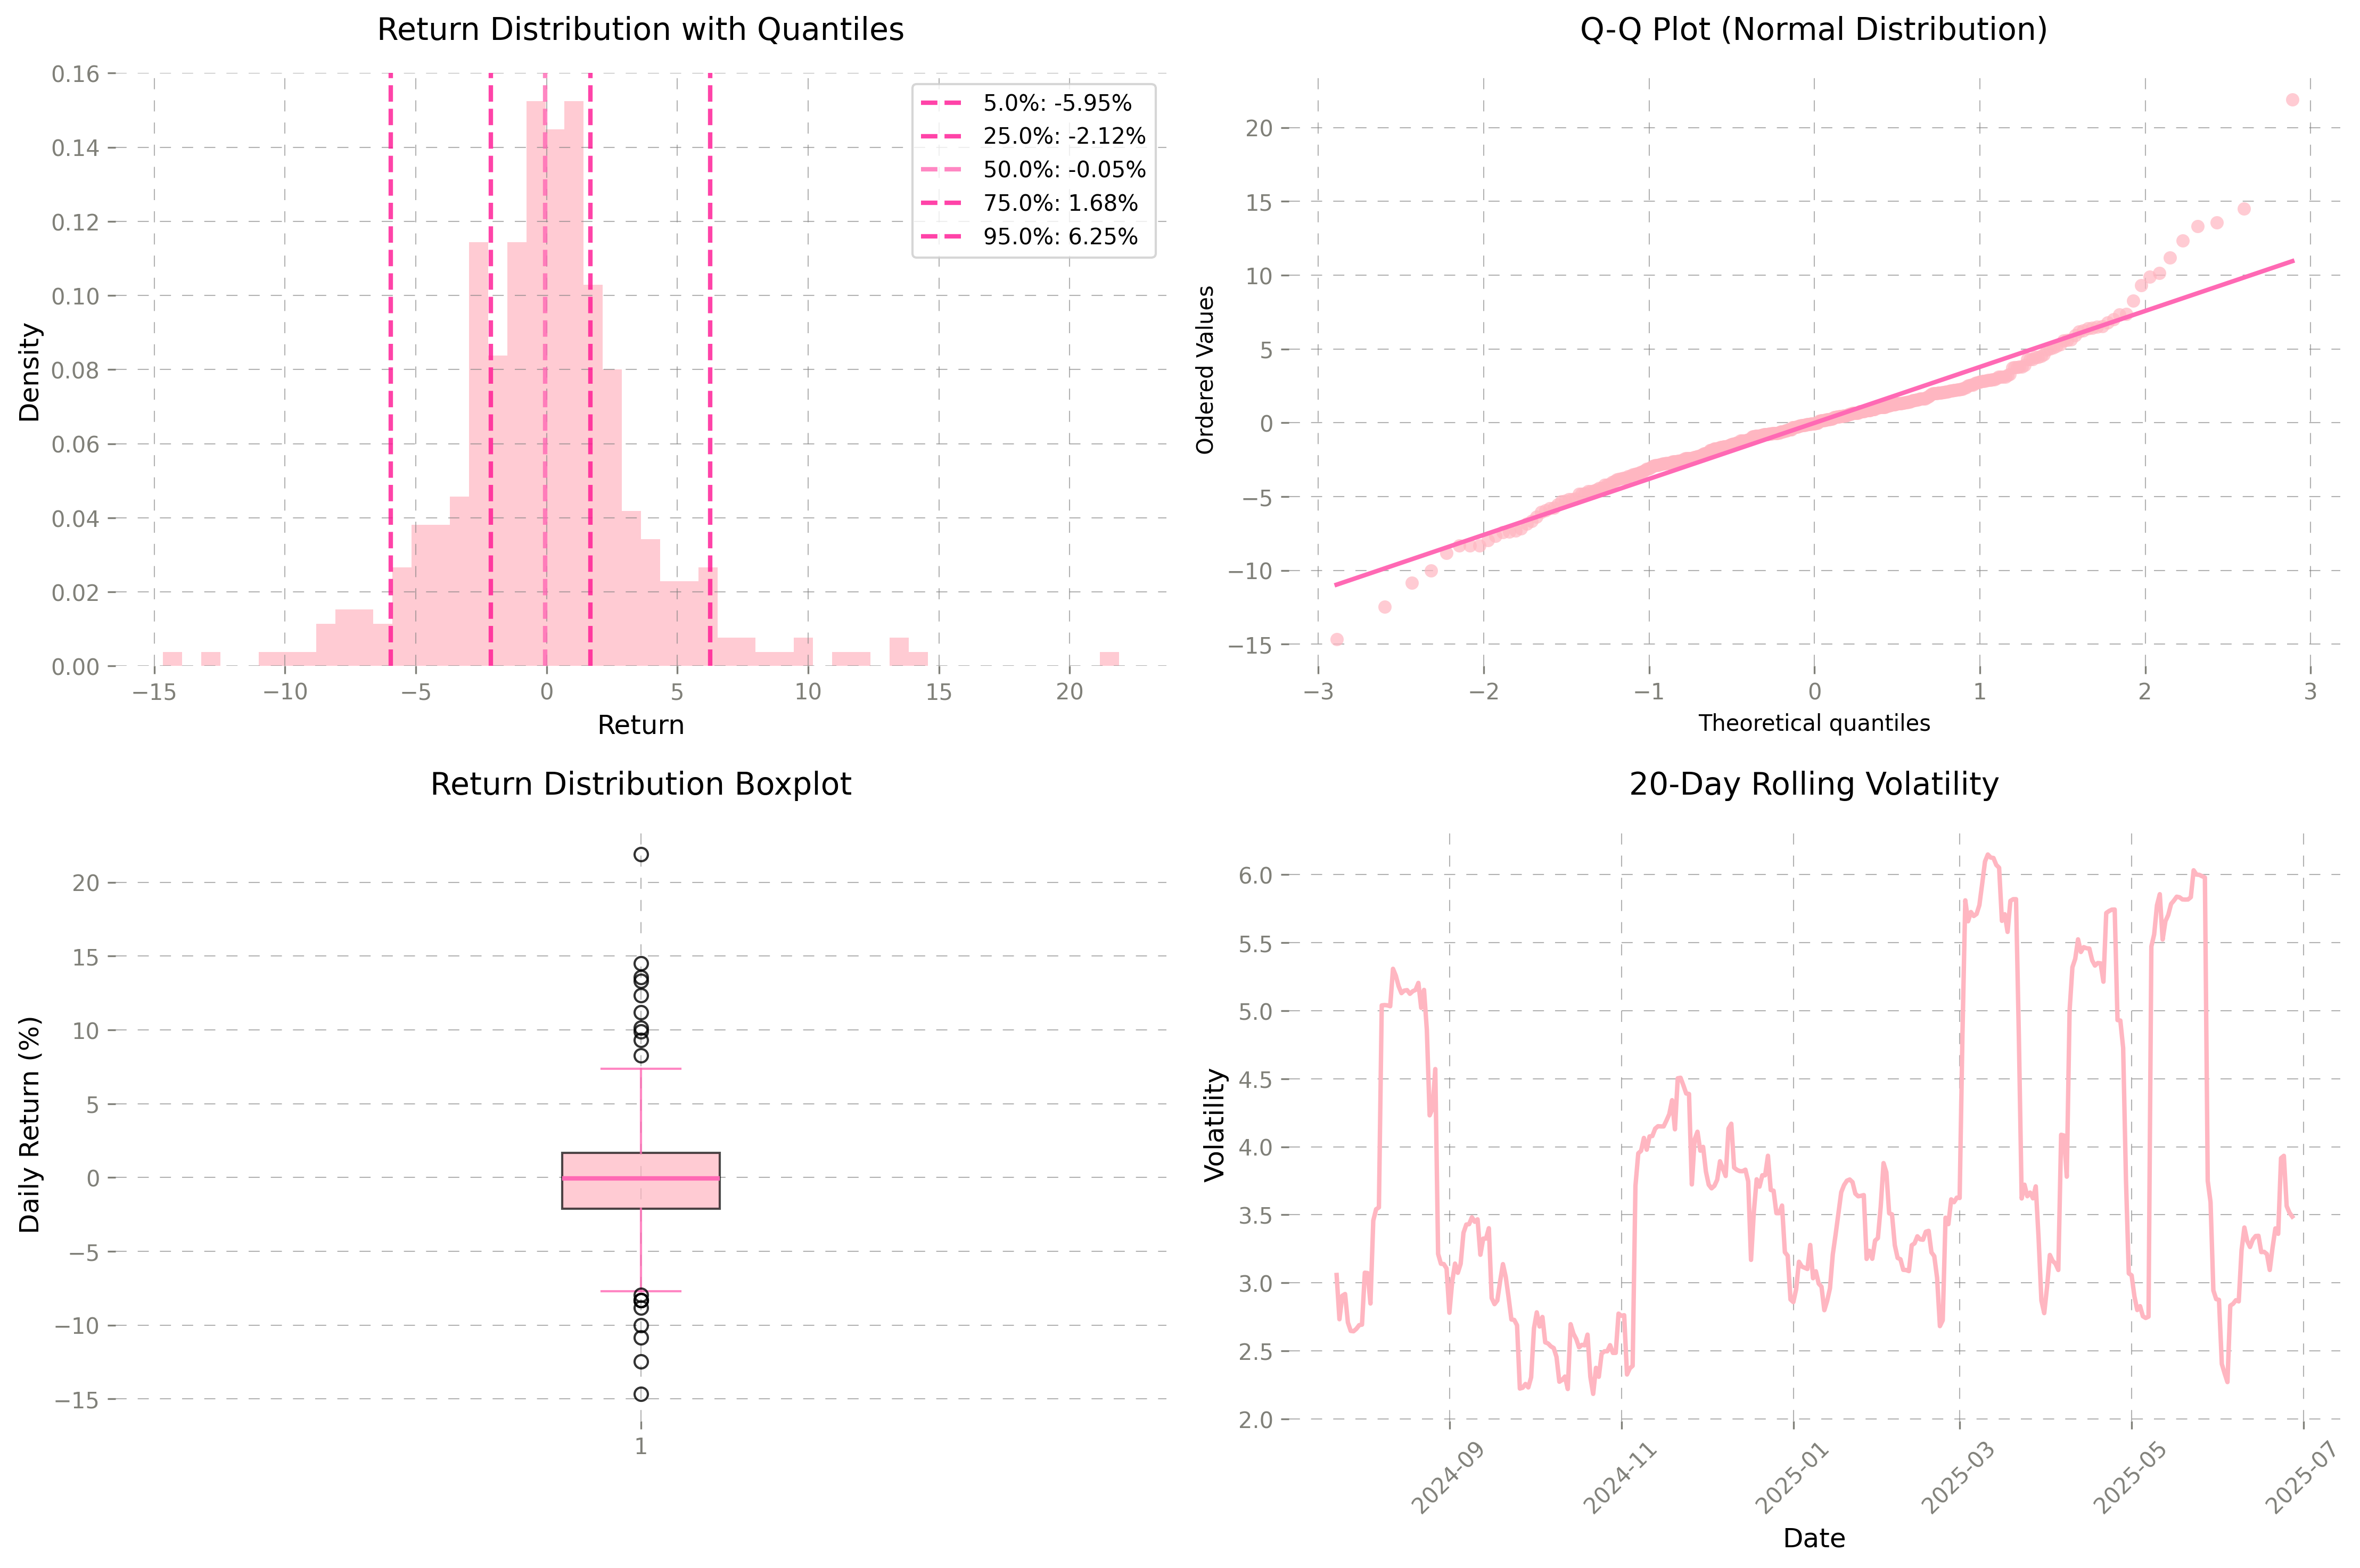 Return Distribution with Quantiles
0.16
0.14
0.12
0.10
0.08
0.06
0.04
0.02
0.00
Density
−15 −10 −5 0 5 10 15 20
Return
5.0%: -5.95%
25.0%: -2.12%
50.0%: -0.05%
75.0%: 1.68%
95.0%: 6.25%
Q-Q Plot (Normal Distribution)
20
15
10
5
0
−5
−10
−15
Ordered Values
−3 −2 −1 0 1 2 3
Theoretical quantiles
Return Distribution Boxplot
20
15
10
5
0
−5
−10
−15
Daily Return (%)
1
20-Day Rolling Volatility
6.0
5.5
5.0
4.5
4.0
3.5
3.0
2.5
2.0
Volatility
2024-09 2024-11 2025-01 2025-03 2025-05 2025-07
Date